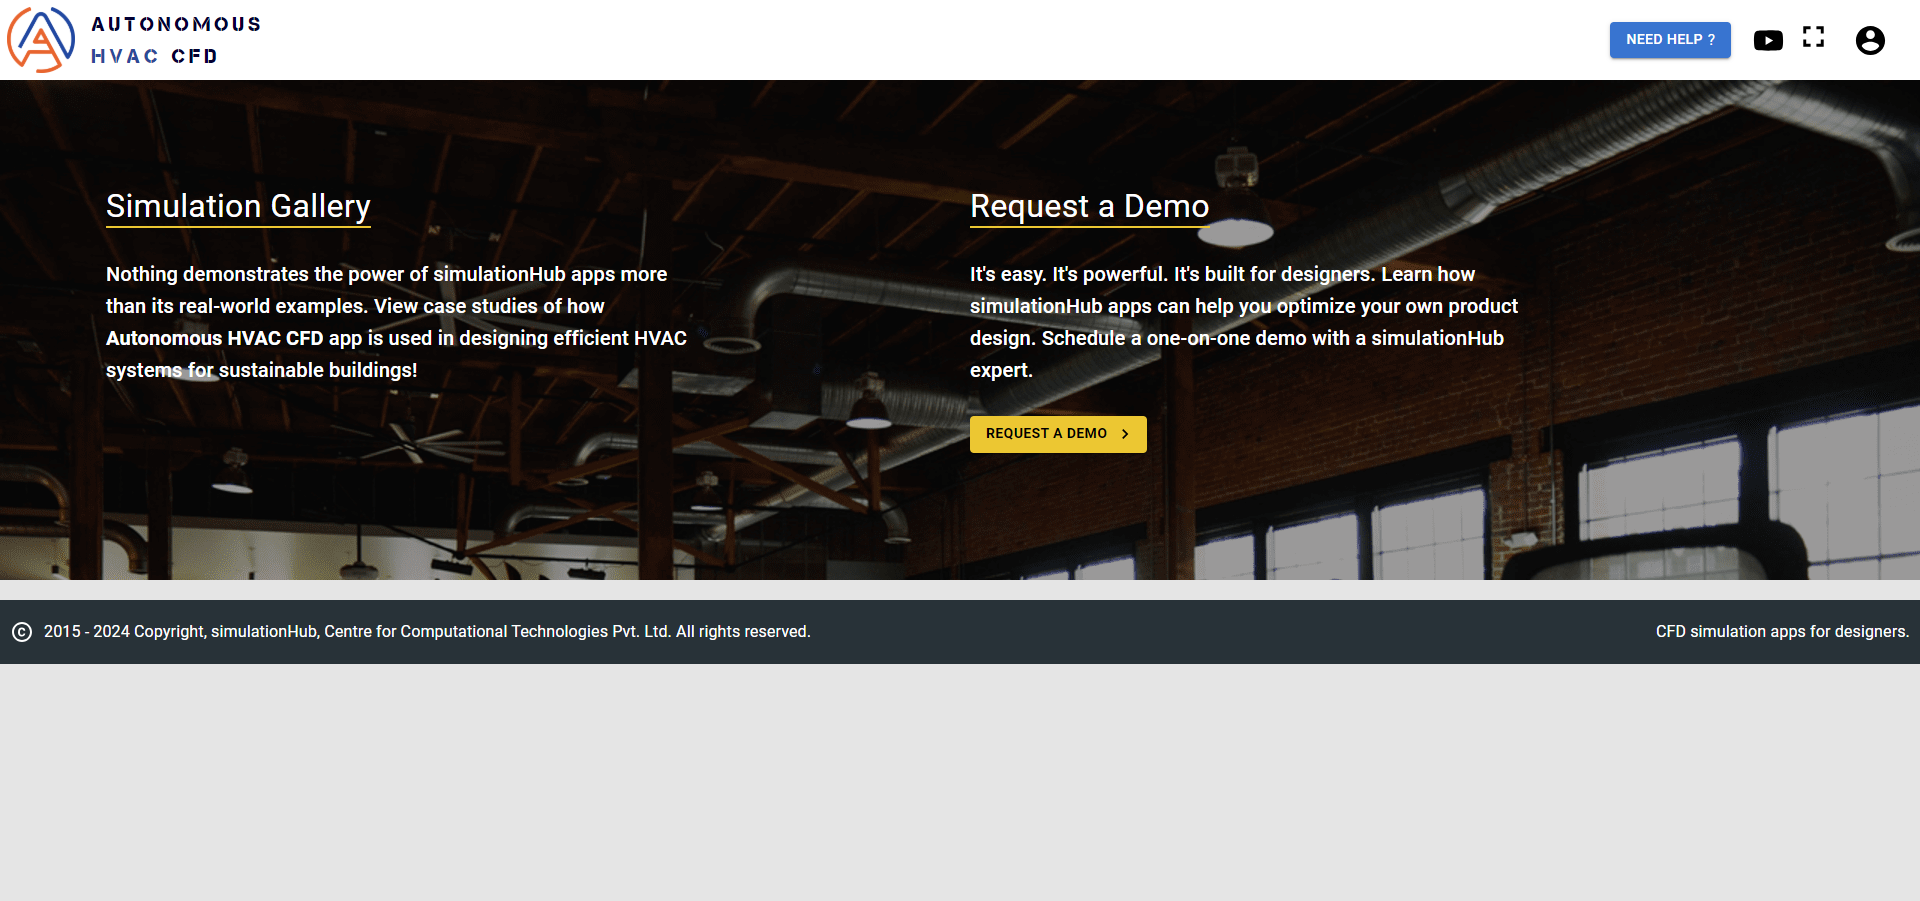 AUTONOMOUS
HVAC CFD
NEED HELP ?
Simulation Gallery
Nothing demonstrates the power of simulationHub apps more
than its real-world examples. View case studies of how
Autonomous HVAC CFD app is used in designing efficient HVAC
systems for sustainable buildings!
Request a Demo
It's easy. It's powerful. It's built for designers. Learn how
simulationHub apps can help you optimize your own product
design. Schedule a one-on-one demo with a simulationHub
expert.
REQUEST A DEMO
© 2015 - 2024 Copyright, simulationHub, Centre for Computational Technologies Pvt. Ltd. All rights reserved.
CFD simulation apps for designers.